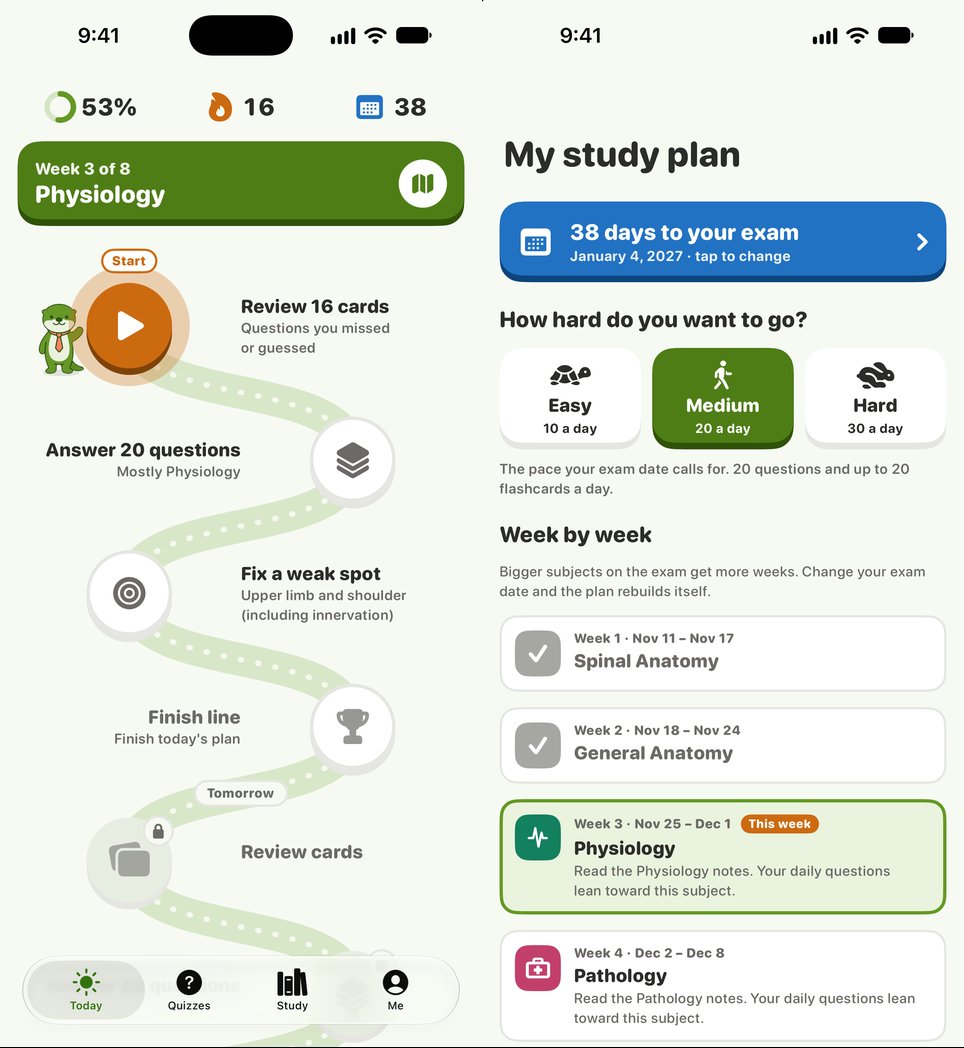 9:41
53%
16
38
Week 3 of 8
Physiology
Start
Review 16 cards
Questions you missed
or guessed
Answer 20 questions
Mostly Physiology
Fix a weak spot
Upper limb and shoulder
(including innervation)
Finish line
Finish today's plan
Tomorrow
Review cards
Today
Quizzes
Study
Me
9:41
My study plan
38 days to your exam
January 4, 2027 · tap to change
How hard do you want to go?
Easy
10 a day
Medium
20 a day
Hard
30 a day
The pace your exam date calls for. 20 questions and up to 20
flashcards a day.
Week by week
Bigger subjects on the exam get more weeks. Change your exam
date and the plan rebuilds itself.
Week 1 · Nov 11 – Nov 17
Spinal Anatomy
Week 2 · Nov 18 – Nov 24
General Anatomy
Week 3 · Nov 25 – Dec 1
This week
Physiology
Read the Physiology notes. Your daily questions
lean toward this subject.
Week 4 · Dec 2 – Dec 8
Pathology
Read the Pathology notes. Your daily questions lean
toward this subject.